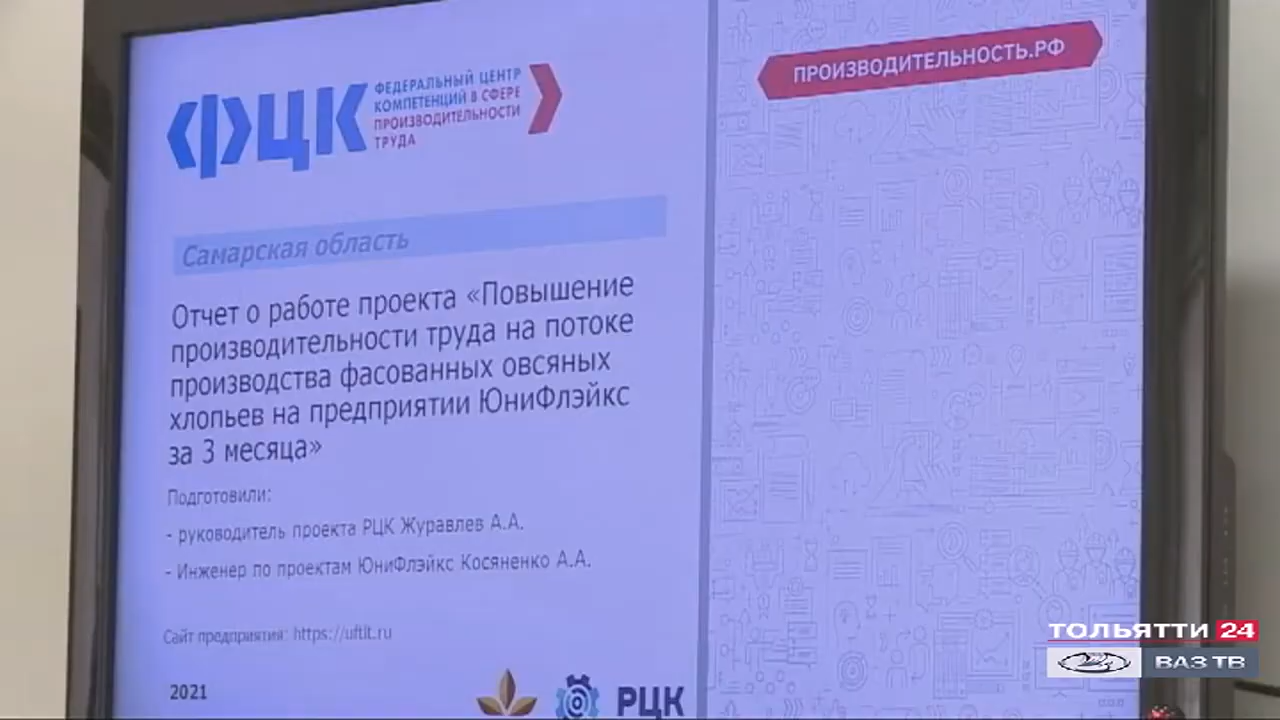 ФЦК
ФЕДЕРАЛЬНЫЙ ЦЕНТР
КОМПЕТЕНЦИЙ В СФЕРЕ
ПРОИЗВОДИТЕЛЬНОСТИ
ТРУДА
ПРОИЗВОДИТЕЛЬНОСТЬ.РФ
Самарская область
Отчет о работе проекта «Повышение
производительности труда на потоке
производства фасованных овсяных
хлопьев на предприятии ЮниФлэйкс
за 3 месяца»
Подготовили:
- руководитель проекта РЦК Журавлев А.А.
- Инженер по проектам ЮниФлэйкс Косяненко А.А.
Сайт предприятия: https://uftlt.ru
2021
РЦК
ТОЛЬЯТТИ 24
ВАЗ ТВ